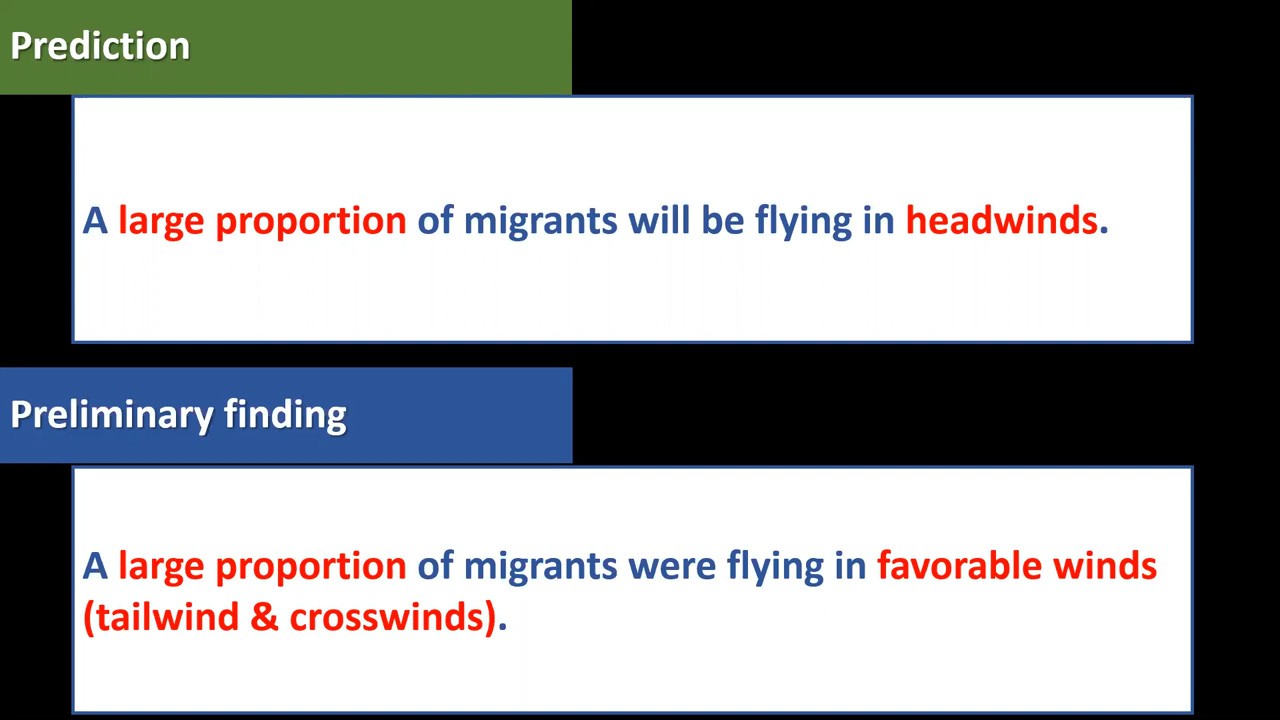 Prediction
A large proportion of migrants will be flying in headwinds.
Preliminary finding
A large proportion of migrants were flying in favorable winds
(tailwind & crosswinds).